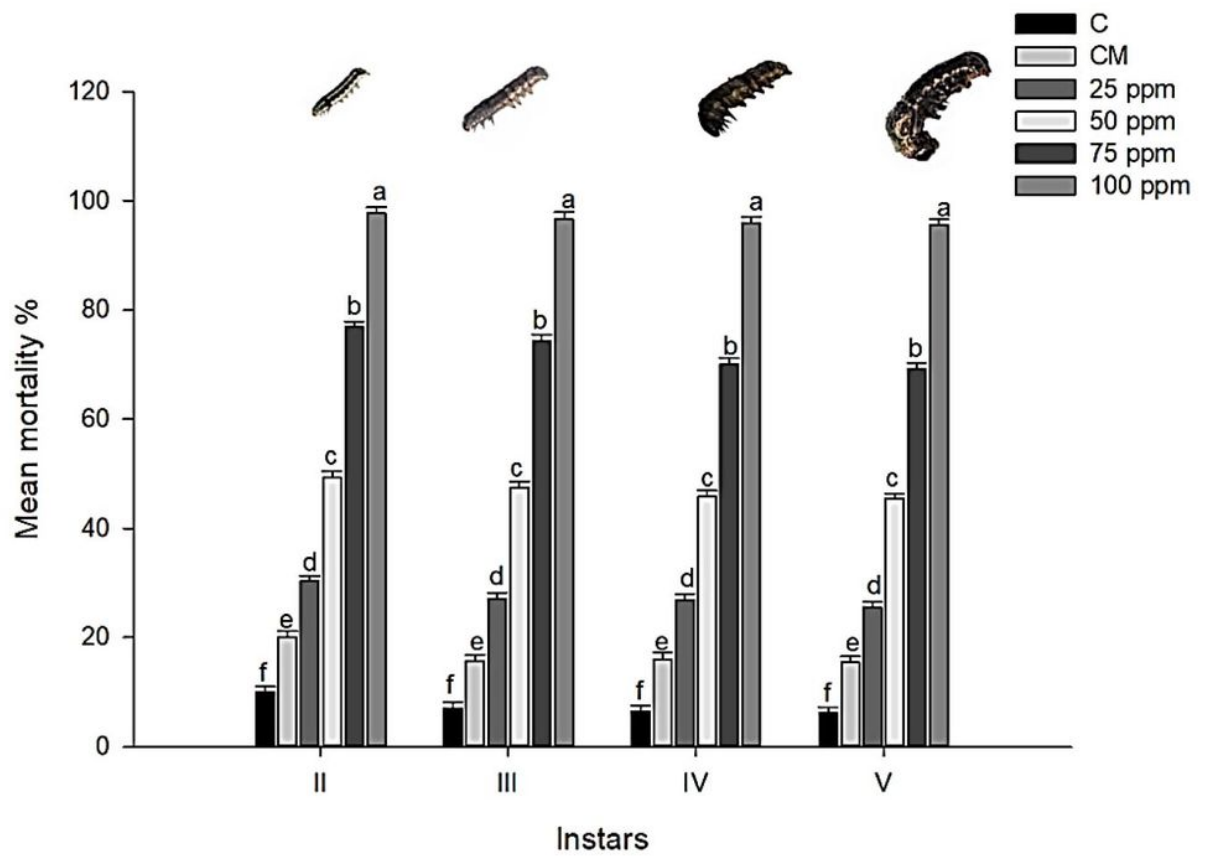 C
CM
25 ppm
50 ppm
75 ppm
100 ppm
Mean mortality %
120
100
80
60
40
20
0
f e d c b a
f e d c b a
f e d c b a
f e d c b a
II III IV V
Instars